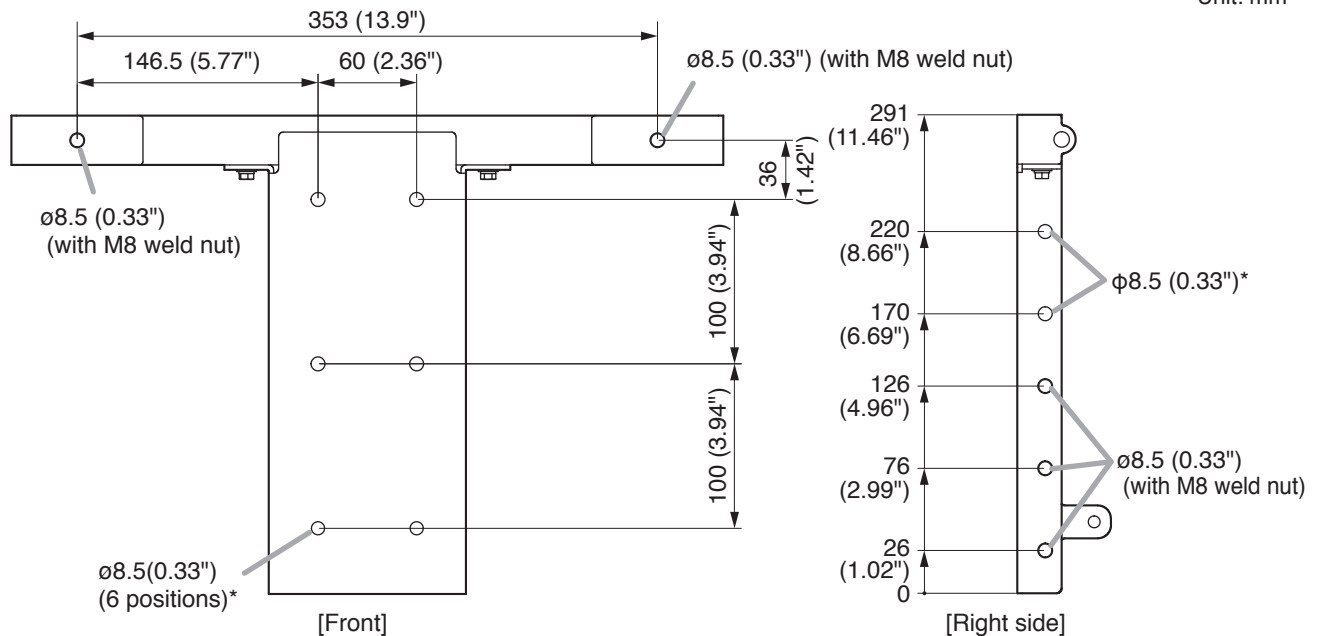 Unit: mm
353 (13.9")
146.5 (5.77")
60 (2.36")
ø8.5 (0.33") (with M8 weld nut)
36
(1.42")
ø8.5 (0.33")
(with M8 weld nut)
100 (3.94")
100 (3.94")
ø8.5(0.33")
(6 positions)*
[Front]
291
(11.46")
220
(8.66")
φ8.5 (0.33")*
170
(6.69")
126
(4.96")
76
(2.99")
ø8.5 (0.33")
(with M8 weld nut)
26
(1.02")
0
[Right side]